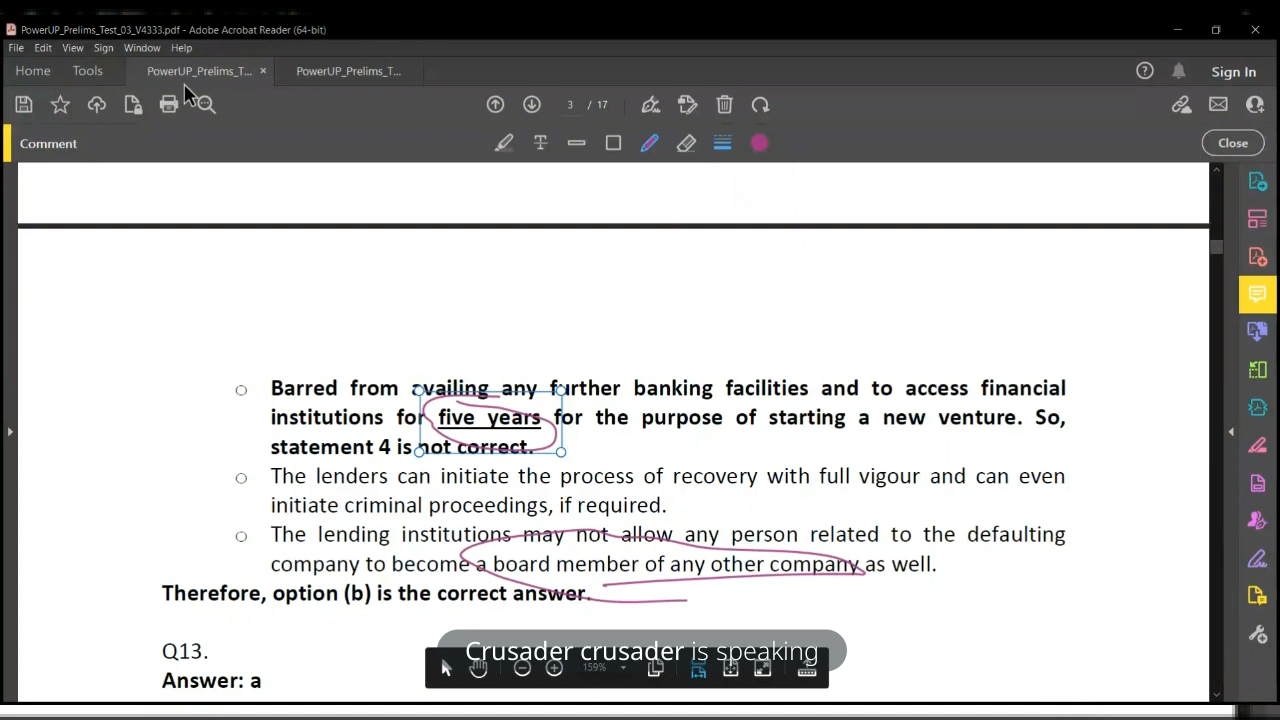 PowerUP_Prelims_Test_03_V4333.pdf - Adobe Acrobat Reader (64-bit)
File Edit View Sign Window Help
Home Tools PowerUP_Prelims_T... × PowerUP_Prelims_T... Sign In
3 / 17
Comment Close
Barred from availing any further banking facilities and to access financial
institutions for five years for the purpose of starting a new venture. So,
statement 4 is not correct.
The lenders can initiate the process of recovery with full vigour and can even
initiate criminal proceedings, if required.
The lending institutions may not allow any person related to the defaulting
company to become a board member of any other company as well.
Therefore, option (b) is the correct answer.
Q13.
Crusader crusader is speaking
159%
Answer: a